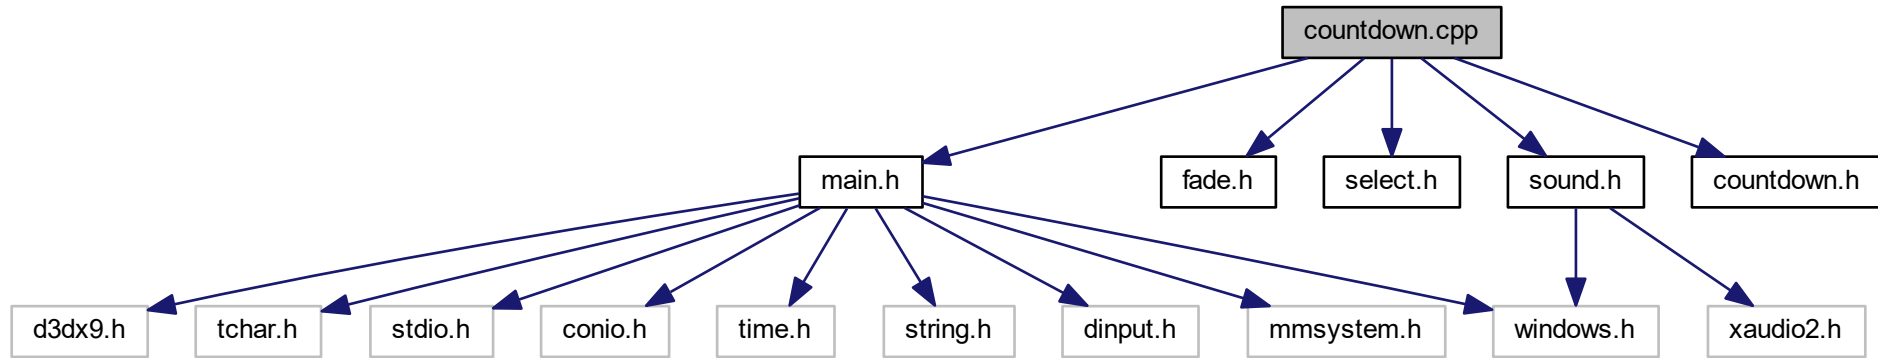 countdown.cpp
main.h
fade.h
select.h
sound.h
countdown.h
d3dx9.h
tchar.h
stdio.h
conio.h
time.h
string.h
dinput.h
mmsystem.h
windows.h
xaudio2.h